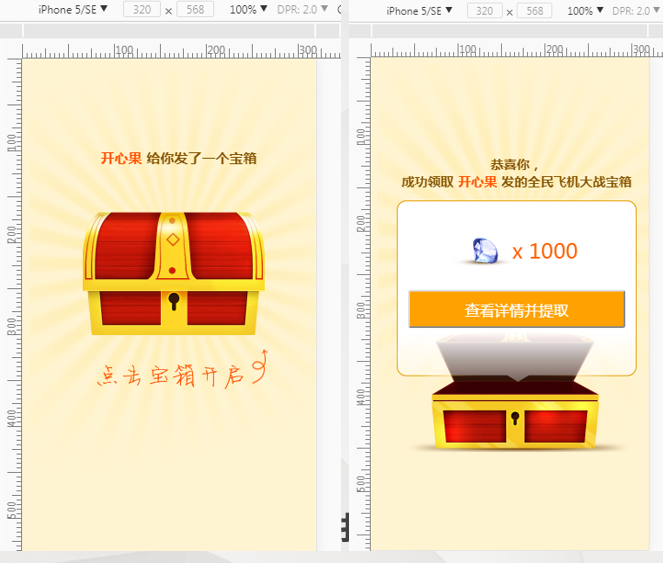 iPhone 5/SE ▼ 320 × 568 100% ▼ DPR: 2.0 ▼
100 200 300
100
200
300
400
500
开心果 给你发了一个宝箱
点击宝箱开启
iPhone 5/SE ▼ 320 × 568 100% ▼ DPR: 2.0 ▼
100 200 300
100
200
300
400
500
恭喜你，
成功领取 开心果 发的全民飞机大战宝箱
x 1000
查看详情并提取